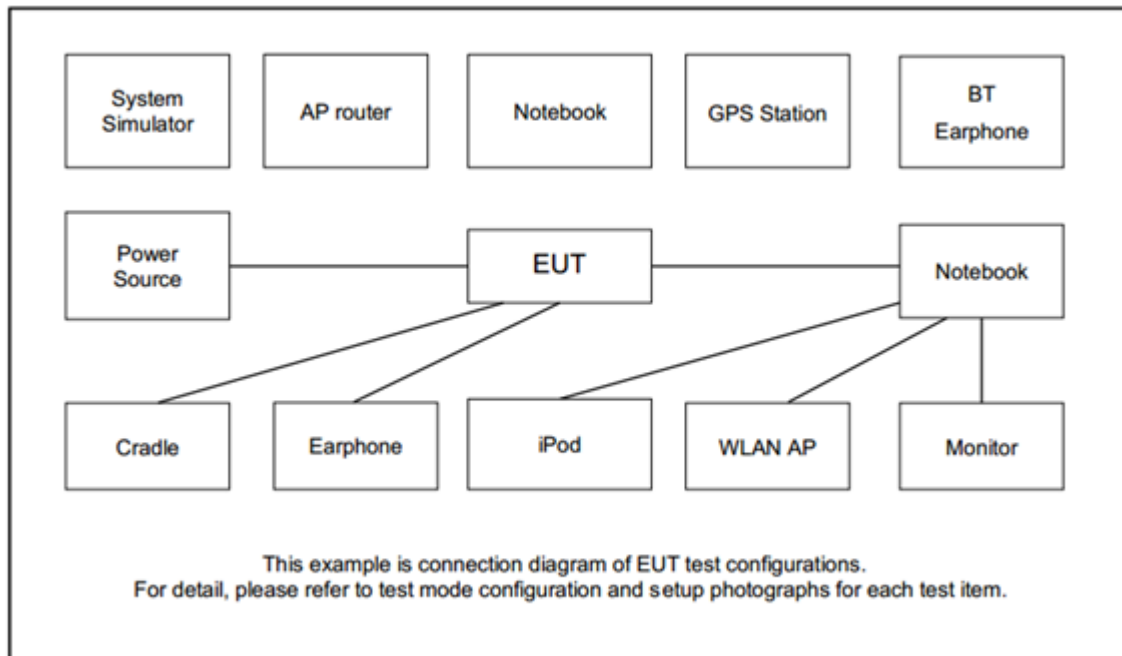 System
Simulator
AP router
Notebook
GPS Station
BT
Earphone
Power
Source
EUT
Notebook
Cradle
Earphone
iPod
WLAN AP
Monitor
This example is connection diagram of EUT test configurations.
For detail, please refer to test mode configuration and setup photographs for each test item.